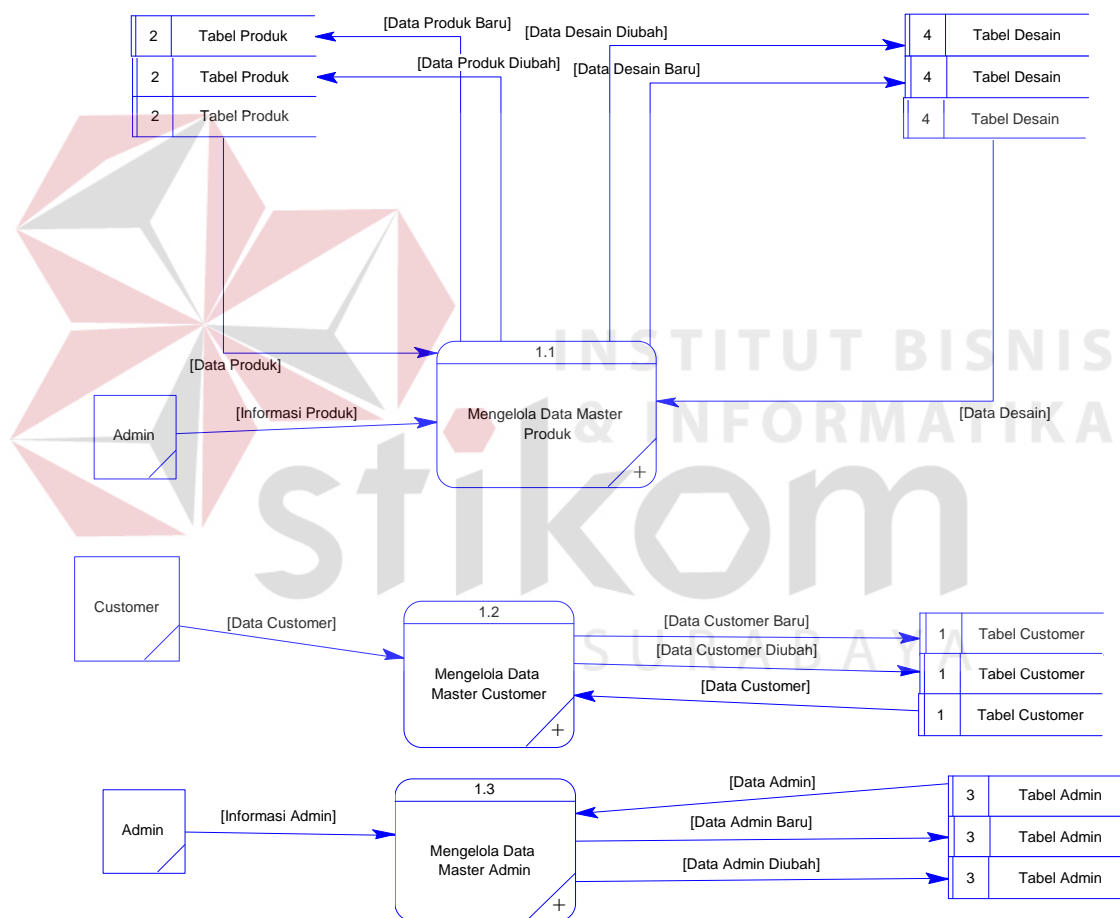 [Data Produk Baru]
2 Tabel Produk
[Data Desain Diubah]
4 Tabel Desain
[Data Produk Diubah]
2 Tabel Produk
[Data Desain Baru]
4 Tabel Desain
2 Tabel Produk
4 Tabel Desain
1.1
INSTITUT BISNIS
[Data Produk]
[Informasi Produk]
Mengelola Data Master
Produk
[Data Desain]
& INFORMATIKA
Admin
+
stikom
Customer
[Data Customer]
1.2
[Data Customer Baru]
1 Tabel Customer
SURABAYA
[Data Customer Diubah]
Mengelola Data
Master Customer
1 Tabel Customer
[Data Customer]
1 Tabel Customer
+
1.3
[Data Admin]
3 Tabel Admin
[Informasi Admin]
Admin
[Data Admin Baru]
3 Tabel Admin
Mengelola Data
Master Admin
[Data Admin Diubah]
3 Tabel Admin
+